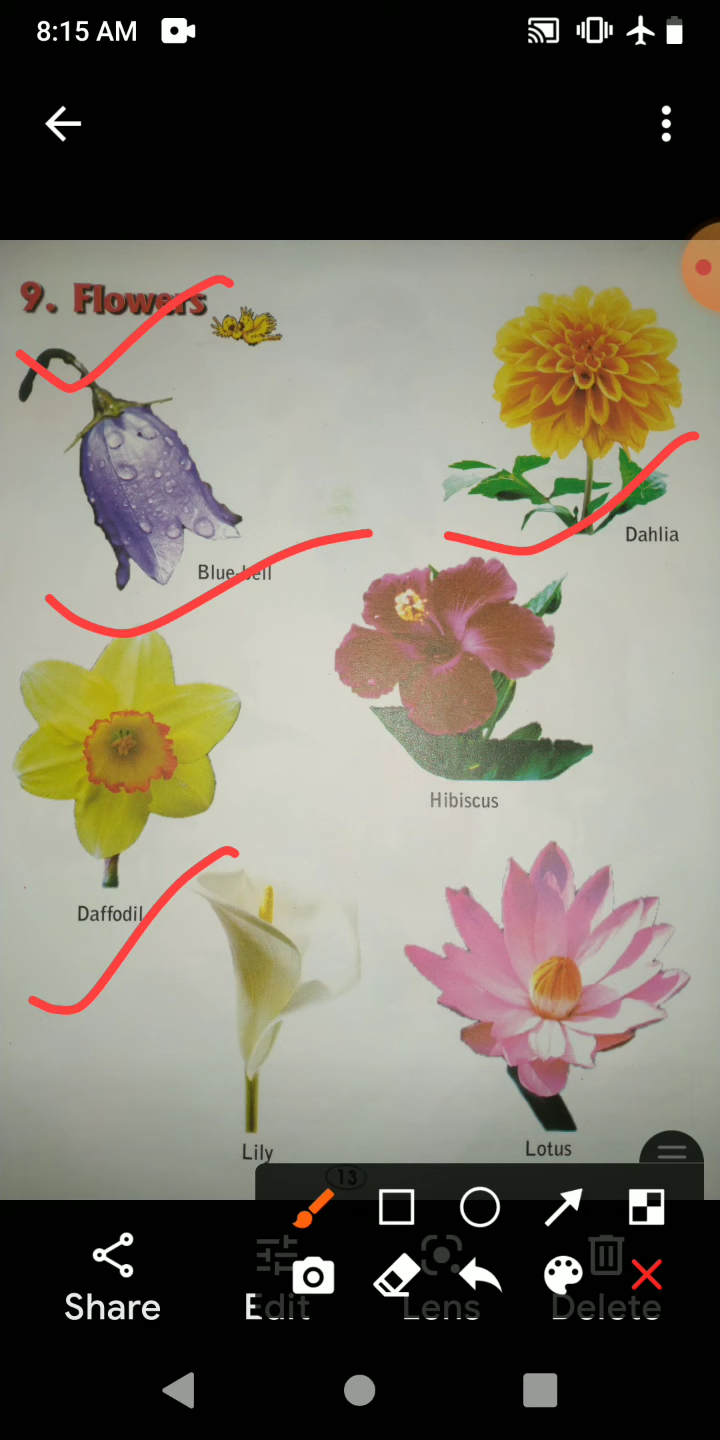 8:15 AM
9. Flowers
Dahlia
Blue-bell
Hibiscus
Daffodil
Lily
Lotus
13
Share
Edit
Lens
Delete